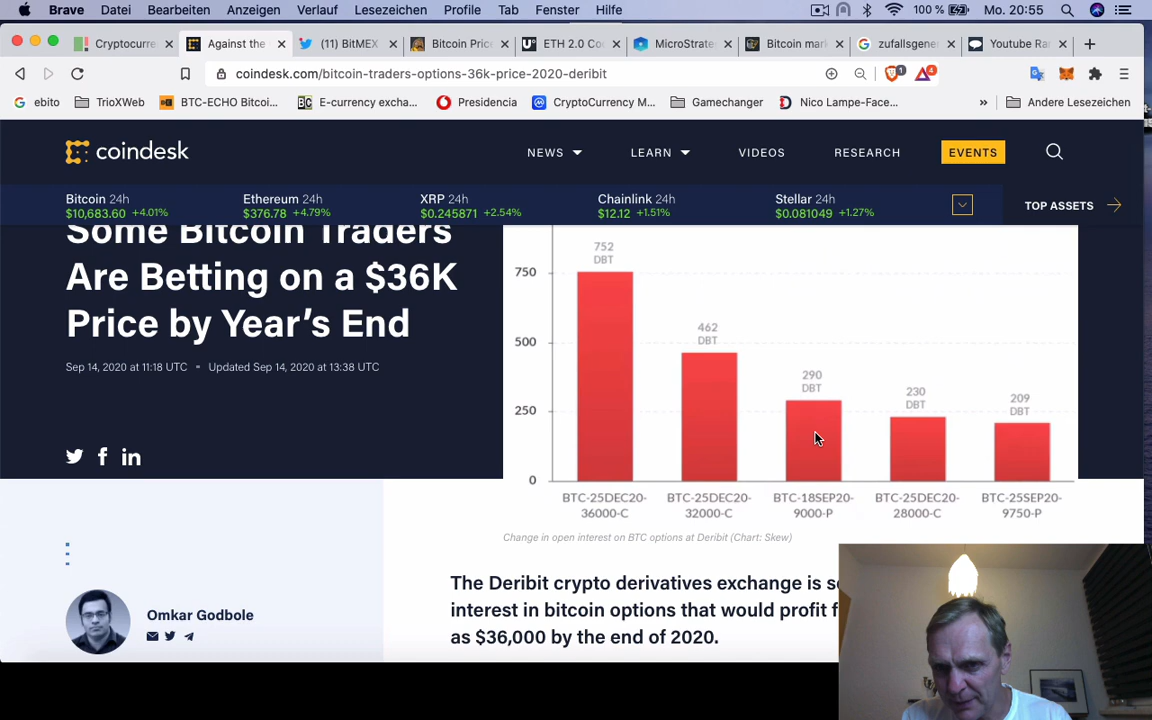 Brave Datei Bearbeiten Anzeigen Verlauf Lesezeichen Profile Tab Fenster Hilfe 100 % Mo. 20:55
Cryptocurre Against the (11) BitMEX Bitcoin Price ETH 2.0 Co MicroStrate Bitcoin mark zufallsgener Youtube Ra
coindesk.com/bitcoin-traders-options-36k-price-2020-deribit 1 4
ebito TrioXWeb BTC-ECHO Bitcoi... E-currency excha... Presidencia CryptoCurrency M... Gamechanger Nico Lampe-Face... » Andere Lesezeichen
coindesk NEWS LEARN VIDEOS RESEARCH EVENTS
Bitcoin 24h Ethereum 24h XRP 24h Chainlink 24h Stellar 24h
$10,683.60 +4.01% $376.78 +4.79% $0.245871 +2.54% $12.12 +1.51% $0.081049 +1.27%
TOP ASSETS
Some Bitcoin Traders
Are Betting on a $36K
Price by Year's End
Sep 14, 2020 at 11:18 UTC Updated Sep 14, 2020 at 13:38 UTC
752
DBT
462
DBT
290
DBT
230
DBT
209
DBT
750
500
250
0
BTC-25DEC20-
36000-C
BTC-25DEC20-
32000-C
BTC-18SEP20-
9000-P
BTC-25DEC20-
28000-C
BTC-25SEP20-
9750-P
Change in open interest on BTC options at Deribit (Chart: Skew)
The Deribit crypto derivatives exchange is s
interest in bitcoin options that would profit f
as $36,000 by the end of 2020.
Omkar Godbole